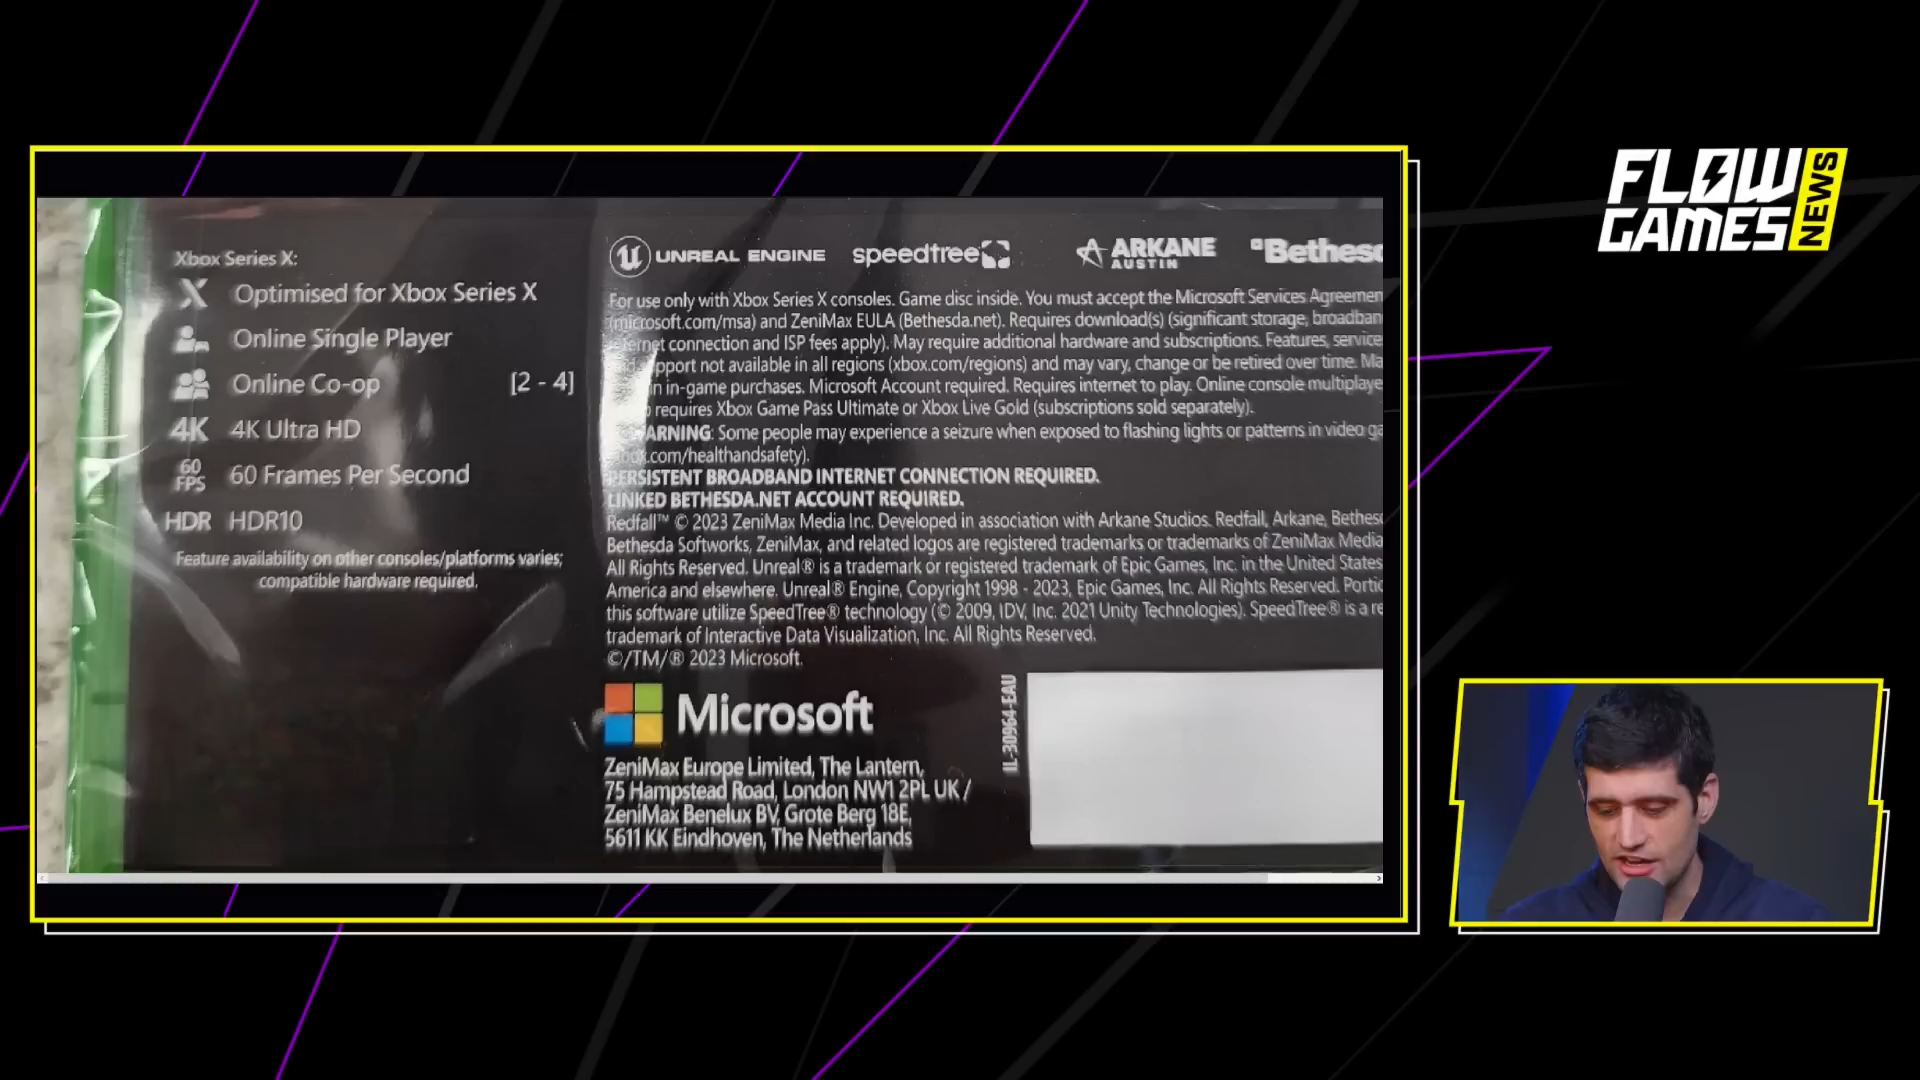 Xbox Series X:
X Optimised for Xbox Series X
Online Single Player
Online Co-op [2 - 4]
4K 4K Ultra HD
60 FPS 60 Frames Per Second
HDR HDR10
Feature availability on other consoles/platforms varies;
compatible hardware required.
UNREAL ENGINE speedtree ARKANE AUSTIN Bethesd
For use only with Xbox Series X consoles. Game disc inside. You must accept the Microsoft Services Agreemen
(microsoft.com/msa) and ZeniMax EULA (Bethesda.net). Requires download(s) (significant storage, broadban
connection and ISP fees apply). May require additional hardware and subscriptions. Features, service
pport not available in all regions (xbox.com/regions) and may vary, change or be retired over time. Ma
n in-game purchases. Microsoft Account required. Requires internet to play. Online console multiplaye
requires Xbox Game Pass Ultimate or Xbox Live Gold (subscriptions sold separately).
ARNING: Some people may experience a seizure when exposed to flashing lights or patterns in video ga
.com/healthandsafety).
PERSISTENT BROADBAND INTERNET CONNECTION REQUIRED.
LINKED BETHESDA.NET ACCOUNT REQUIRED.
Redfall™ © 2023 ZeniMax Media Inc. Developed in association with Arkane Studios. Redfall, Arkane, Bethesd
Bethesda Softworks, ZeniMax, and related logos are registered trademarks or trademarks of ZeniMax Media
All Rights Reserved. Unreal® is a trademark or registered trademark of Epic Games, Inc. in the United States
America and elsewhere. Unreal® Engine, Copyright 1998 - 2023, Epic Games, Inc. All Rights Reserved. Portio
this software utilize SpeedTree® technology (© 2009, IDV, Inc. 2021 Unity Technologies). SpeedTree® is a re
trademark of Interactive Data Visualization, Inc. All Rights Reserved.
©/TM/® 2023 Microsoft.
Microsoft
IL-30964-EAU
ZeniMax Europe Limited, The Lantern,
75 Hampstead Road, London NW1 2PL UK /
ZeniMax Benelux BV, Grote Berg 18E,
5611 KK Eindhoven, The Netherlands
FLOW
GAMES
NEWS